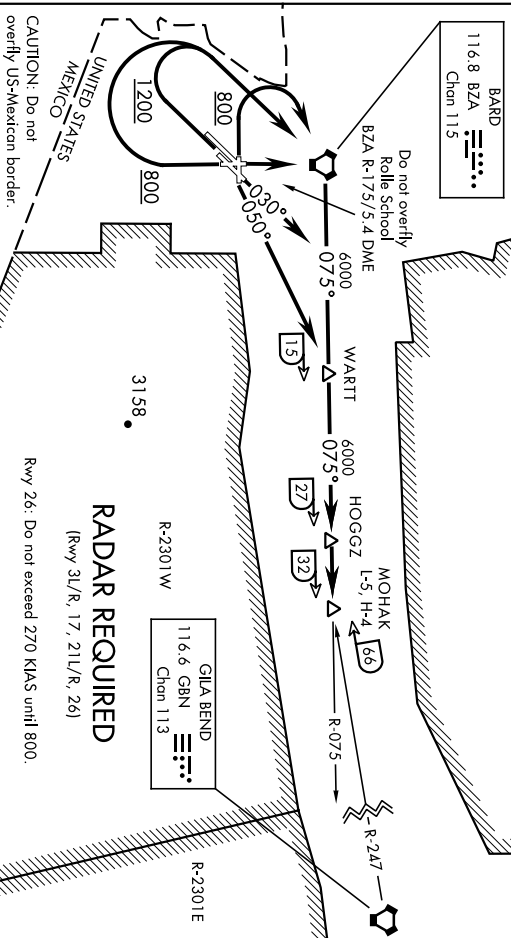 BARD
116.8 BZA
Chan 115
Do not overfly
Rolle School
BZA R-175/5.4 DME
UNITED STATES
MEXICO
CAUTION: Do not
overfly US-Mexican border.
800
1200
800
030°
050°
6000
075°
WARTT
15
6000
075°
HOGGZ
27
32
MOHAK
L-5, H-4
66
R-075
R-247
GILA BEND
116.6 GBN
Chan 113
R-2301W
R-2301E
3158
RADAR REQUIRED
(Rwy 3L/R, 17, 21L/R, 26)
Rwy 26: Do not exceed 270 KIAS until 800.